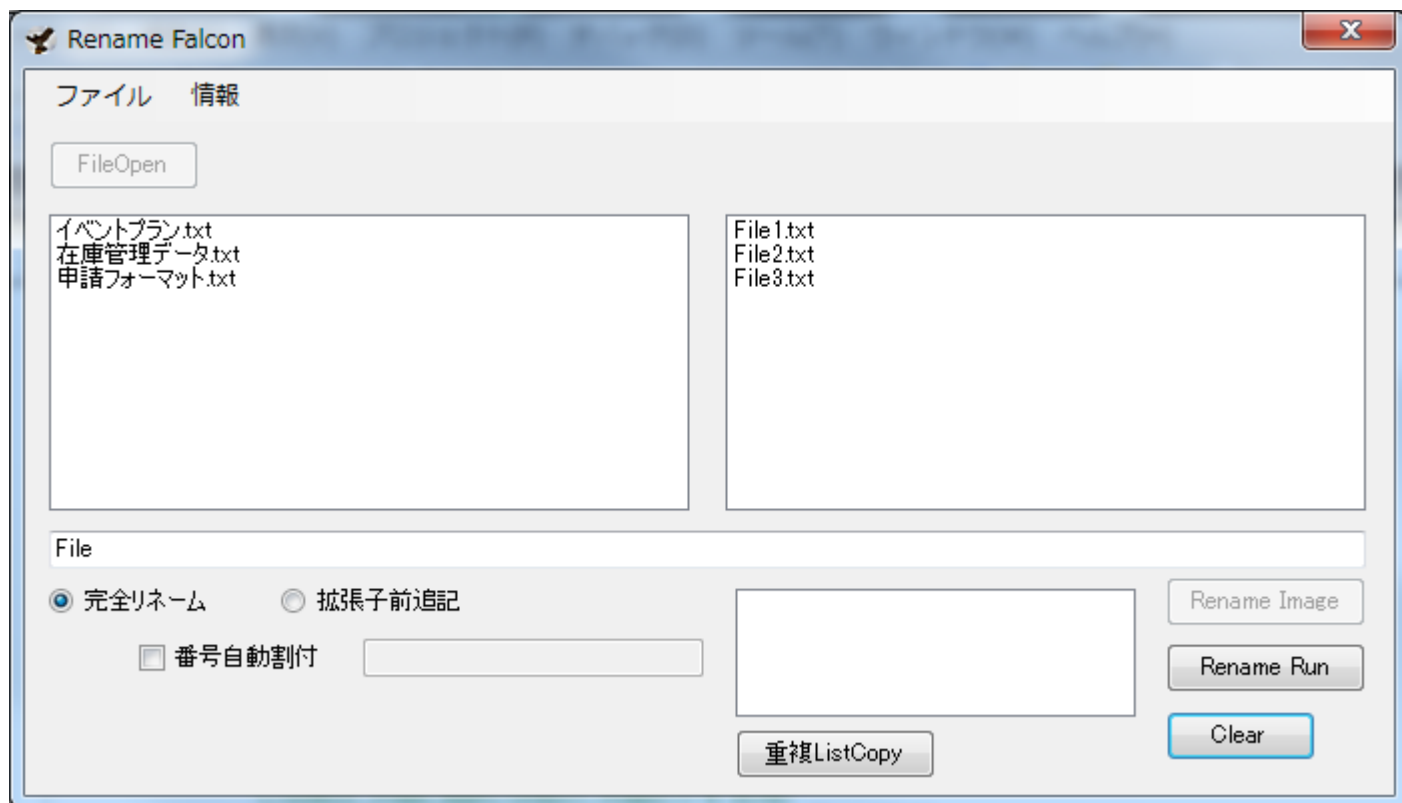 Rename Falcon
ファイル 情報
FileOpen
イベントプラン.txt
在庫管理データ.txt
申請フォーマット.txt
File1.txt
File2.txt
File3.txt
File
完全リネーム 拡張子前追記
番号自動割付
Rename Image
Rename Run
Clear
重複ListCopy